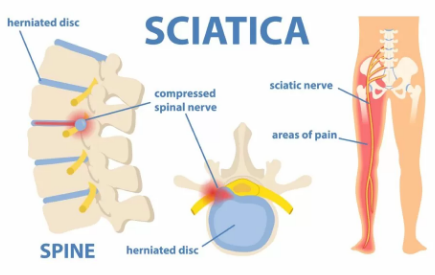 SCIATICA
herniated disc
compressed
spinal nerve
sciatic nerve
areas of pain
SPINE
herniated disc